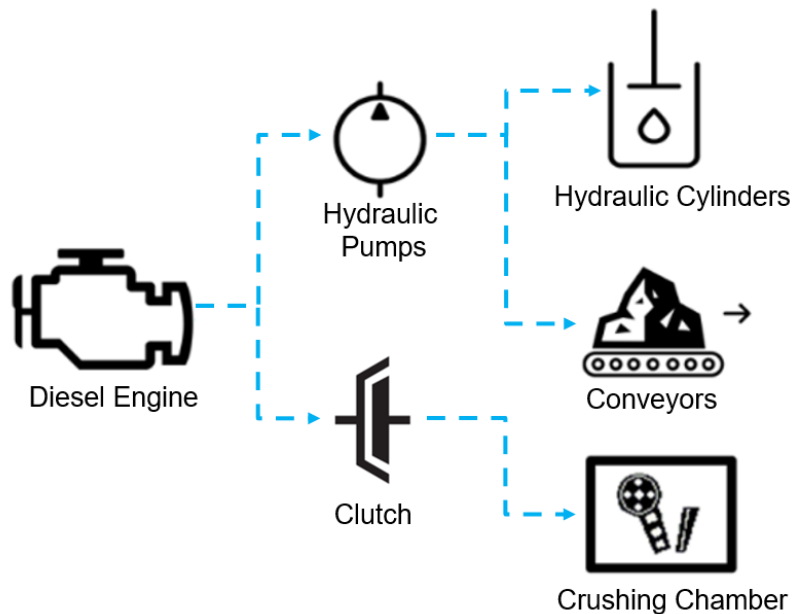 Hydraulic Cylinders
Hydraulic
Pumps
Diesel Engine
Conveyors
Clutch
Crushing Chamber